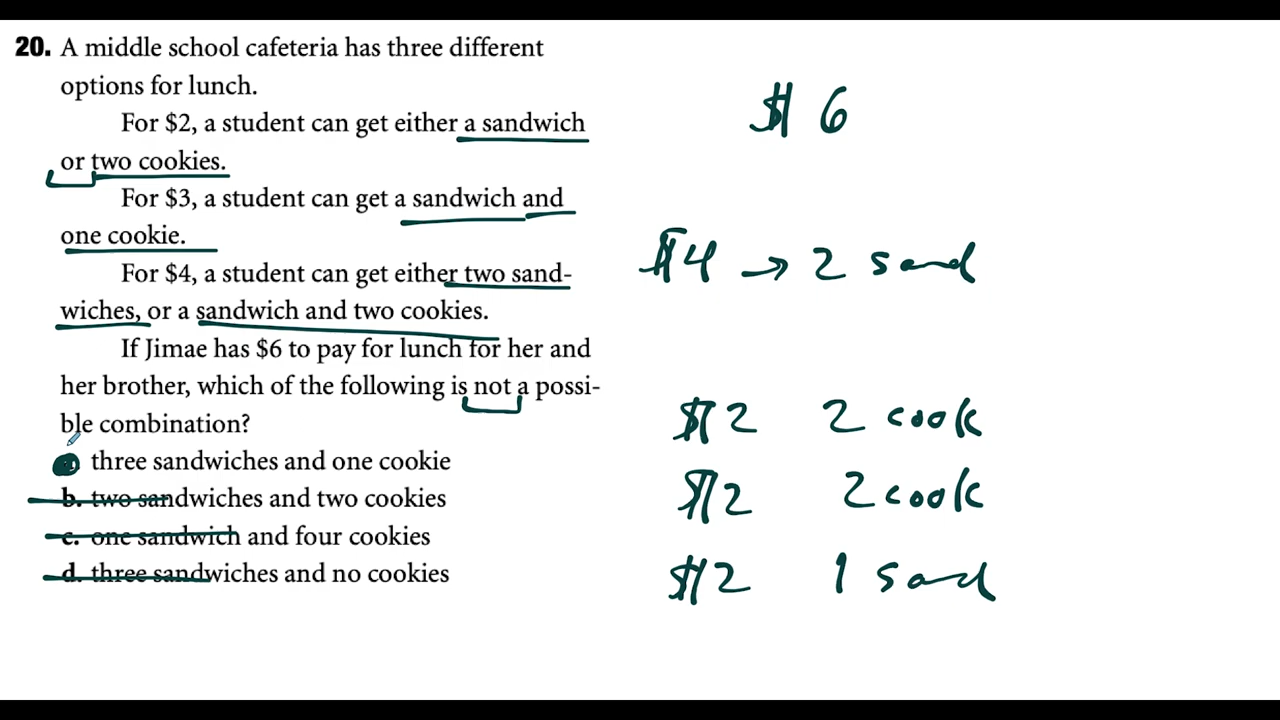 20. A middle school cafeteria has three different
options for lunch.
For $2, a student can get either a sandwich
or two cookies.
For $3, a student can get a sandwich and
one cookie.
For $4, a student can get either two sand-
wiches, or a sandwich and two cookies.
If Jimae has $6 to pay for lunch for her and
her brother, which of the following is not a possi-
ble combination?
three sandwiches and one cookie
b. two sandwiches and two cookies
c. one sandwich and four cookies
d. three sandwiches and no cookies
$ 6
$4 → 2 sand
$2 2 cook
$2 2 cook
$2 1 sand